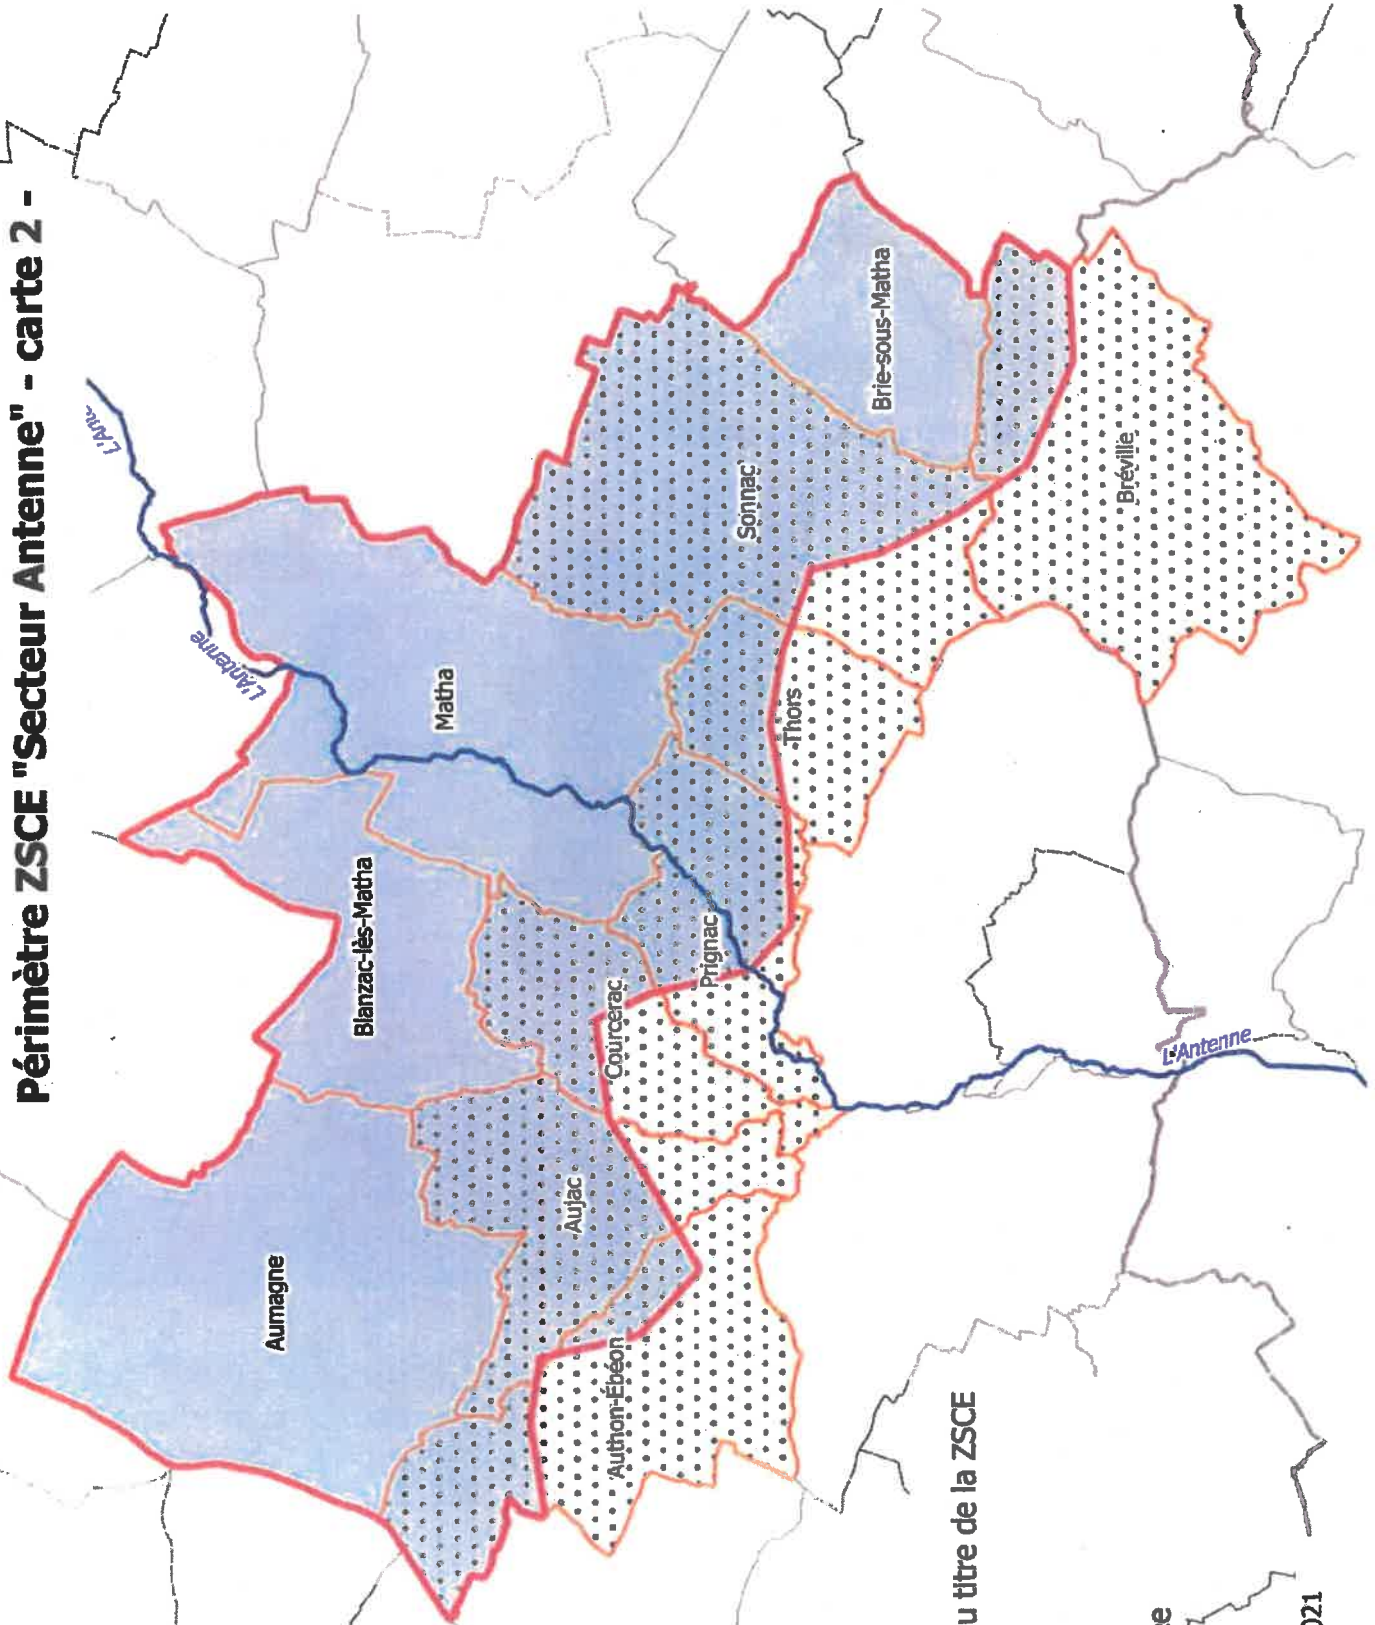 Périmètre ZSCE "Secteur Antenne" - carte 2 -
L'Antenne
Matha
Blanzac-lès-Matha
Aumagne
Brie-sous-Matha
Sonnac
Thors
Prignac
Courcerac
Aujac
Authon-Ébéon
Bréville
L'Antenne
u titre de la ZSCE
021